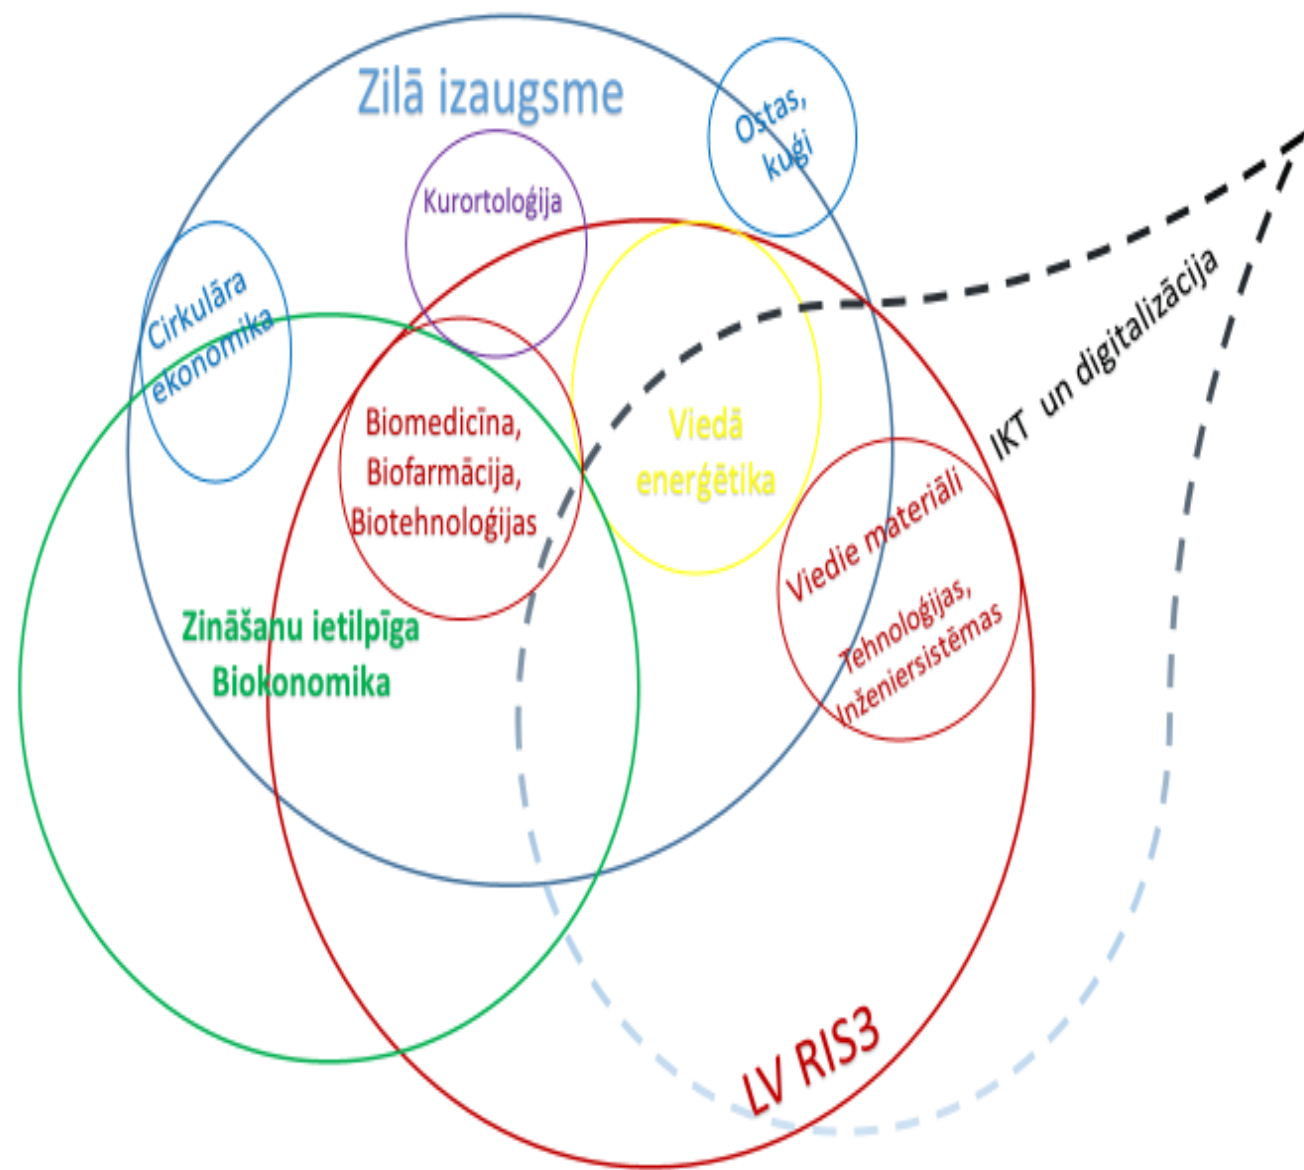 Zilā izaugsme
Ostas,
kuģi
Kurortoloģija
Cirkulāra
ekonomika
IKT un digitalizācija
Biomedicīna,
Biofarmācija,
Biotehnoloģijas
Viedā
enerģētika
Viedie materiāli
Tehnoloģijas,
Inženiersistēmas
Zināšanu ietilpīga
Biokonomika
LV RIS3